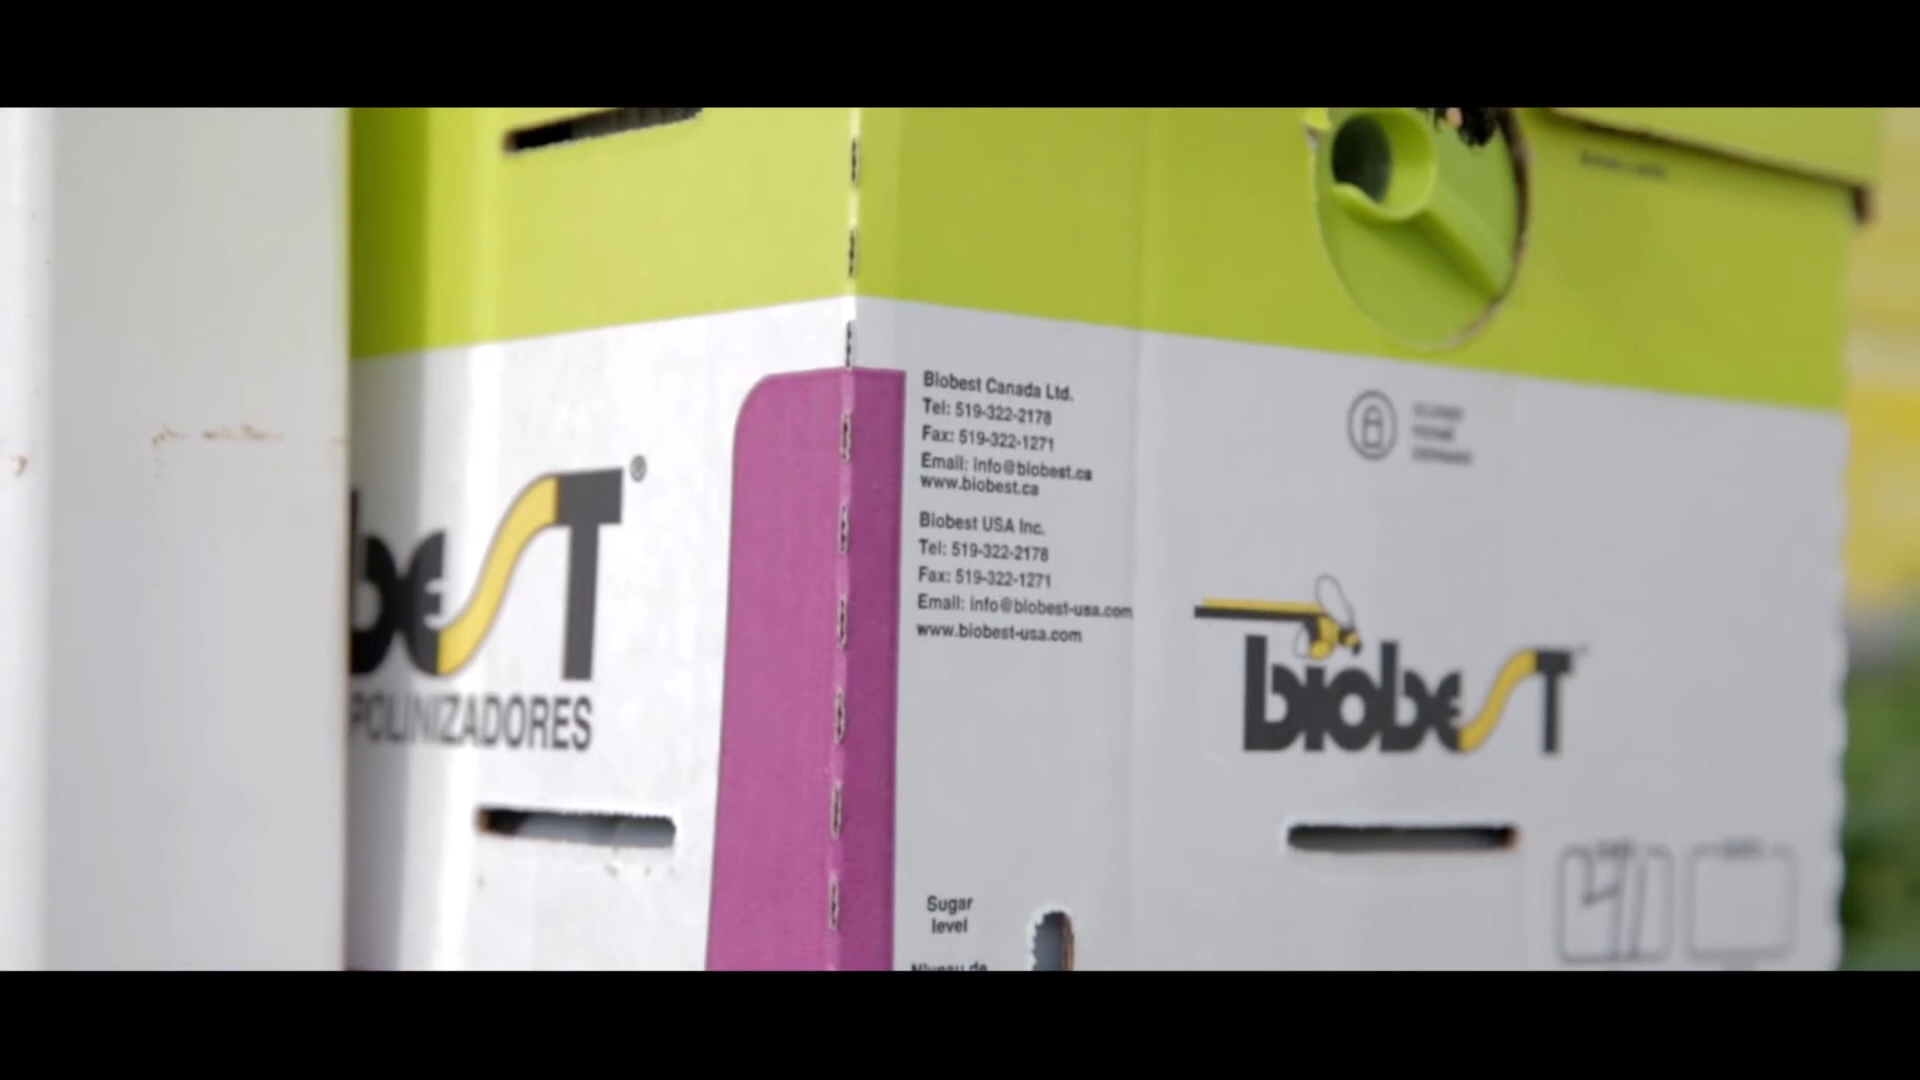 beST®
POLINIZADORES
Biobest Canada Ltd.
Tel: 519-322-2178
Fax: 519-322-1271
Email: info@biobest.ca
www.biobest.ca
Biobest USA Inc.
Tel: 519-322-2178
Fax: 519-322-1271
Email: info@biobest-usa.com
www.biobest-usa.com
biobesT
Sugar
level
Niveau de